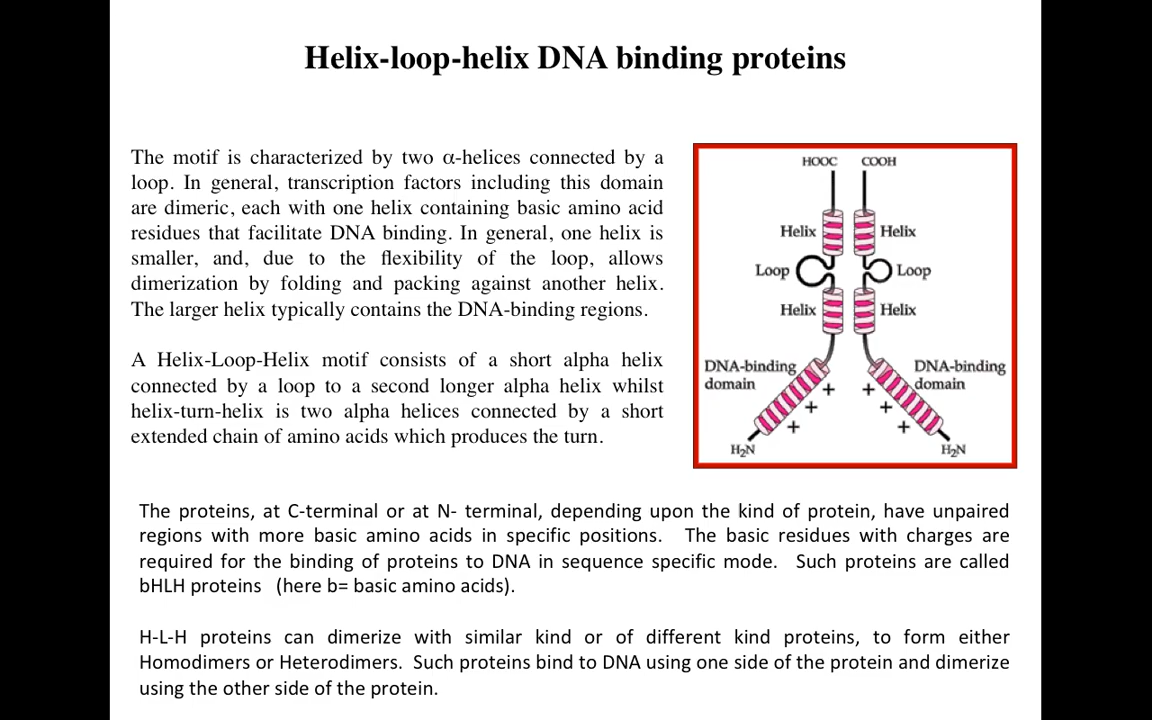 Helix-loop-helix DNA binding proteins
The motif is characterized by two α-helices connected by a
loop. In general, transcription factors including this domain
are dimeric, each with one helix containing basic amino acid
residues that facilitate DNA binding. In general, one helix is
smaller, and, due to the flexibility of the loop, allows
dimerization by folding and packing against another helix.
The larger helix typically contains the DNA-binding regions.
A Helix-Loop-Helix motif consists of a short alpha helix
connected by a loop to a second longer alpha helix whilst
helix-turn-helix is two alpha helices connected by a short
extended chain of amino acids which produces the turn.
HOOC COOH
Helix Helix
Loop Loop
Helix Helix
DNA-binding DNA-binding
domain domain
+ +
+ +
+ +
H₂N H₂N
The proteins, at C-terminal or at N- terminal, depending upon the kind of protein, have unpaired
regions with more basic amino acids in specific positions. The basic residues with charges are
required for the binding of proteins to DNA in sequence specific mode. Such proteins are called
bHLH proteins (here b= basic amino acids).
H-L-H proteins can dimerize with similar kind or of different kind proteins, to form either
Homodimers or Heterodimers. Such proteins bind to DNA using one side of the protein and dimerize
using the other side of the protein.